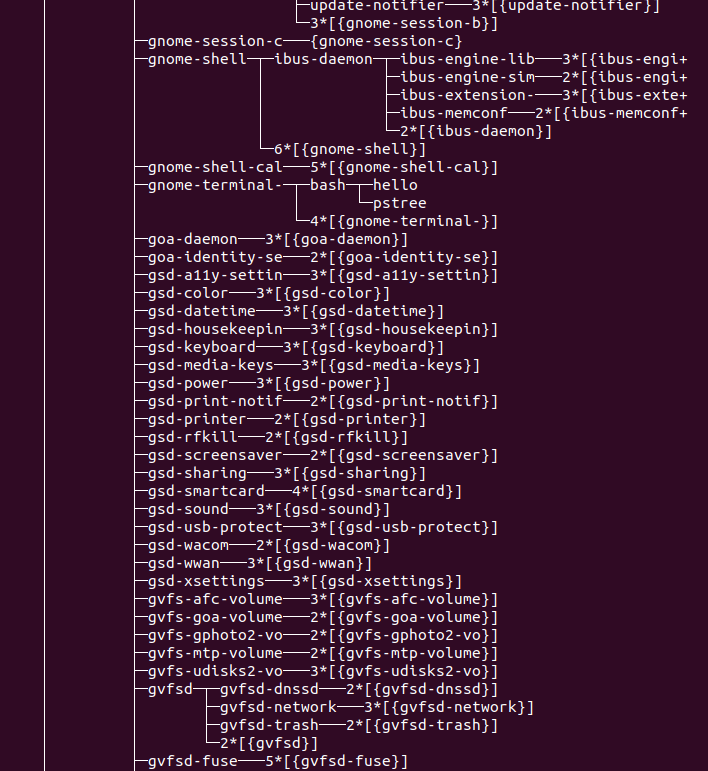 ├─update-notifier───3*[{update-notifier}]
└─3*[{gnome-session-b}]
├─gnome-session-c───{gnome-session-c}
├─gnome-shell─┬─ibus-daemon─┬─ibus-engine-lib───3*[{ibus-engi+
├─ibus-engine-sim───2*[{ibus-engi+
├─ibus-extension-───3*[{ibus-exte+
├─ibus-memconf───2*[{ibus-memconf+
└─2*[{ibus-daemon}]
└─6*[{gnome-shell}]
├─gnome-shell-cal───5*[{gnome-shell-cal}]
├─gnome-terminal-─┬─bash─┬─hello
└─pstree
└─4*[{gnome-terminal-}]
├─goa-daemon───3*[{goa-daemon}]
├─goa-identity-se───2*[{goa-identity-se}]
├─gsd-a11y-settin───3*[{gsd-a11y-settin}]
├─gsd-color───3*[{gsd-color}]
├─gsd-datetime───3*[{gsd-datetime}]
├─gsd-housekeepin───3*[{gsd-housekeepin}]
├─gsd-keyboard───3*[{gsd-keyboard}]
├─gsd-media-keys───3*[{gsd-media-keys}]
├─gsd-power───3*[{gsd-power}]
├─gsd-print-notif───2*[{gsd-print-notif}]
├─gsd-printer───2*[{gsd-printer}]
├─gsd-rfkill───2*[{gsd-rfkill}]
├─gsd-screensaver───2*[{gsd-screensaver}]
├─gsd-sharing───3*[{gsd-sharing}]
├─gsd-smartcard───4*[{gsd-smartcard}]
├─gsd-sound───3*[{gsd-sound}]
├─gsd-usb-protect───3*[{gsd-usb-protect}]
├─gsd-wacom───2*[{gsd-wacom}]
├─gsd-wwan───3*[{gsd-wwan}]
├─gsd-xsettings───3*[{gsd-xsettings}]
├─gvfs-afc-volume───3*[{gvfs-afc-volume}]
├─gvfs-goa-volume───2*[{gvfs-goa-volume}]
├─gvfs-gphoto2-vo───2*[{gvfs-gphoto2-vo}]
├─gvfs-mtp-volume───2*[{gvfs-mtp-volume}]
├─gvfs-udisks2-vo───3*[{gvfs-udisks2-vo}]
├─gvfsd─┬─gvfsd-dnssd───2*[{gvfsd-dnssd}]
├─gvfsd-network───3*[{gvfsd-network}]
├─gvfsd-trash───2*[{gvfsd-trash}]
└─2*[{gvfsd}]
├─gvfsd-fuse───5*[{gvfsd-fuse}]